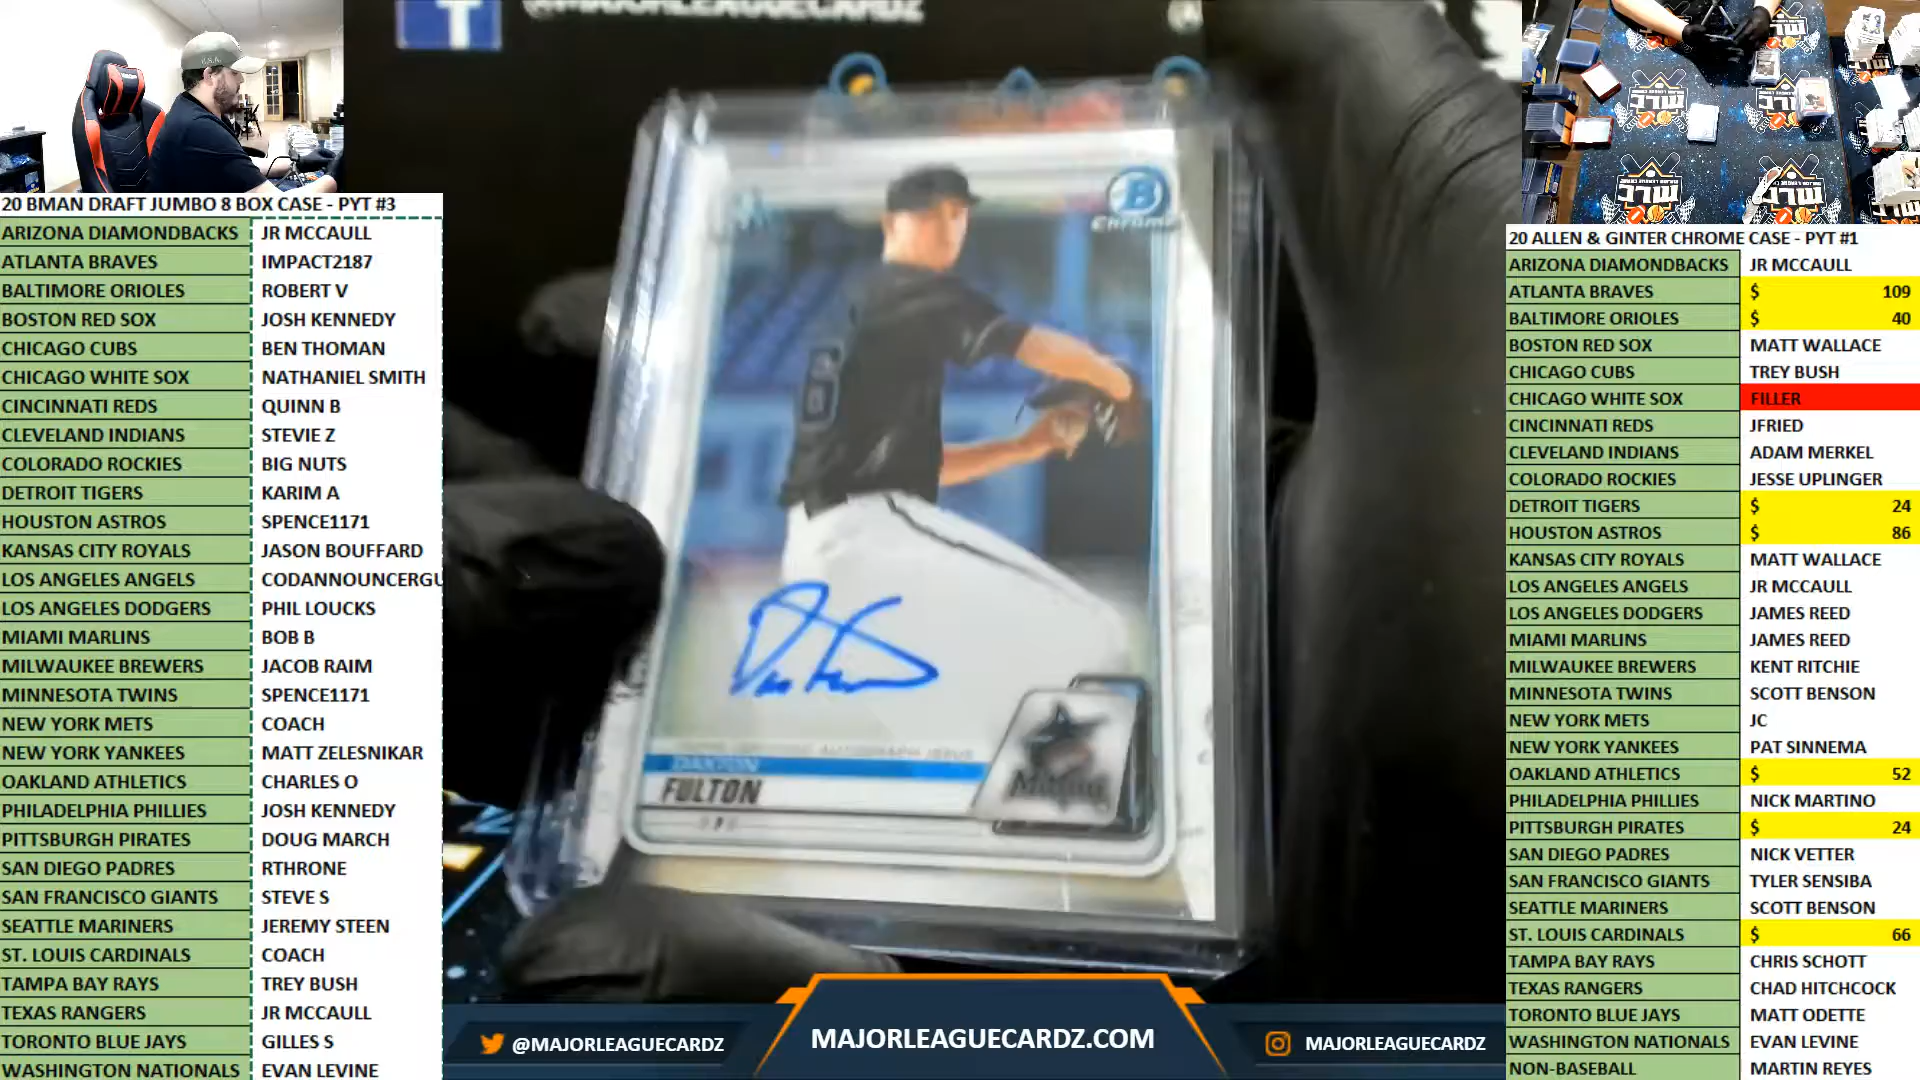 @MAJORLEAGUECARDZ
20 BMAN DRAFT JUMBO 8 BOX CASE - PYT #3
ARIZONA DIAMONDBACKS JR MCCAULL
ATLANTA BRAVES IMPACT2187
BALTIMORE ORIOLES ROBERT V
BOSTON RED SOX JOSH KENNEDY
CHICAGO CUBS BEN THOMAN
CHICAGO WHITE SOX NATHANIEL SMITH
CINCINNATI REDS QUINN B
CLEVELAND INDIANS STEVIE Z
COLORADO ROCKIES BIG NUTS
DETROIT TIGERS KARIM A
HOUSTON ASTROS SPENCE1171
KANSAS CITY ROYALS JASON BOUFFARD
LOS ANGELES ANGELS CODANNOUNCERGU
LOS ANGELES DODGERS PHIL LOUCKS
MIAMI MARLINS BOB B
MILWAUKEE BREWERS JACOB RAIM
MINNESOTA TWINS SPENCE1171
NEW YORK METS COACH
NEW YORK YANKEES MATT ZELESNIKAR
OAKLAND ATHLETICS CHARLES O
PHILADELPHIA PHILLIES JOSH KENNEDY
PITTSBURGH PIRATES DOUG MARCH
SAN DIEGO PADRES RTHRONE
SAN FRANCISCO GIANTS STEVE S
SEATTLE MARINERS JEREMY STEEN
ST. LOUIS CARDINALS COACH
TAMPA BAY RAYS TREY BUSH
TEXAS RANGERS JR MCCAULL
TORONTO BLUE JAYS GILLES S
WASHINGTON NATIONALS EVAN LEVINE
B
Chrome
DAXTON
FULTON
Miami
@MAJORLEAGUECARDZ
MAJORLEAGUECARDZ.COM
MAJORLEAGUECARDZ
20 ALLEN & GINTER CHROME CASE - PYT #1
ARIZONA DIAMONDBACKS JR MCCAULL
ATLANTA BRAVES $ 109
BALTIMORE ORIOLES $ 40
BOSTON RED SOX MATT WALLACE
CHICAGO CUBS TREY BUSH
CHICAGO WHITE SOX FILLER
CINCINNATI REDS JFRIED
CLEVELAND INDIANS ADAM MERKEL
COLORADO ROCKIES JESSE UPLINGER
DETROIT TIGERS $ 24
HOUSTON ASTROS $ 86
KANSAS CITY ROYALS MATT WALLACE
LOS ANGELES ANGELS JR MCCAULL
LOS ANGELES DODGERS JAMES REED
MIAMI MARLINS JAMES REED
MILWAUKEE BREWERS KENT RITCHIE
MINNESOTA TWINS SCOTT BENSON
NEW YORK METS JC
NEW YORK YANKEES PAT SINNEMA
OAKLAND ATHLETICS $ 52
PHILADELPHIA PHILLIES NICK MARTINO
PITTSBURGH PIRATES $ 24
SAN DIEGO PADRES NICK VETTER
SAN FRANCISCO GIANTS TYLER SENSIBA
SEATTLE MARINERS SCOTT BENSON
ST. LOUIS CARDINALS $ 66
TAMPA BAY RAYS CHRIS SCHOTT
TEXAS RANGERS CHAD HITCHCOCK
TORONTO BLUE JAYS MATT ODETTE
WASHINGTON NATIONALS EVAN LEVINE
NON-BASEBALL MARTIN REYES